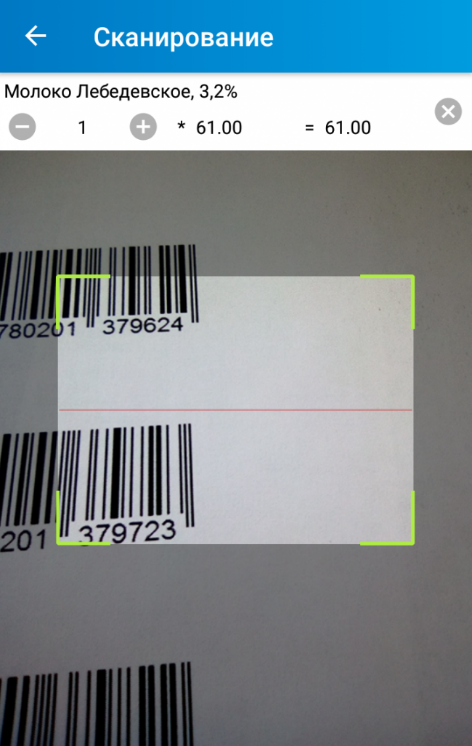 Сканирование
Молоко Лебедевское, 3,2%
1 * 61.00 = 61.00
780201 379624
201 379723